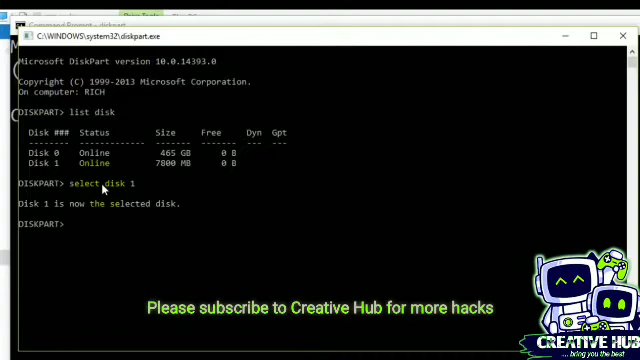 Command Prompt - diskpart
C:\WINDOWS\system32\diskpart.exe
Microsoft DiskPart version 10.0.14393.0
Copyright (C) 1999-2013 Microsoft Corporation.
On computer: RICH
DISKPART> list disk
Disk ### Status Size Free Dyn Gpt
-------- ------------- ------- ------- --- ---
Disk 0 Online 465 GB 0 B
Disk 1 Online 7800 MB 0 B
DISKPART> select disk 1
Disk 1 is now the selected disk.
DISKPART>
Please subscribe to Creative Hub for more hacks
CREATIVE HUB
... bring you the best